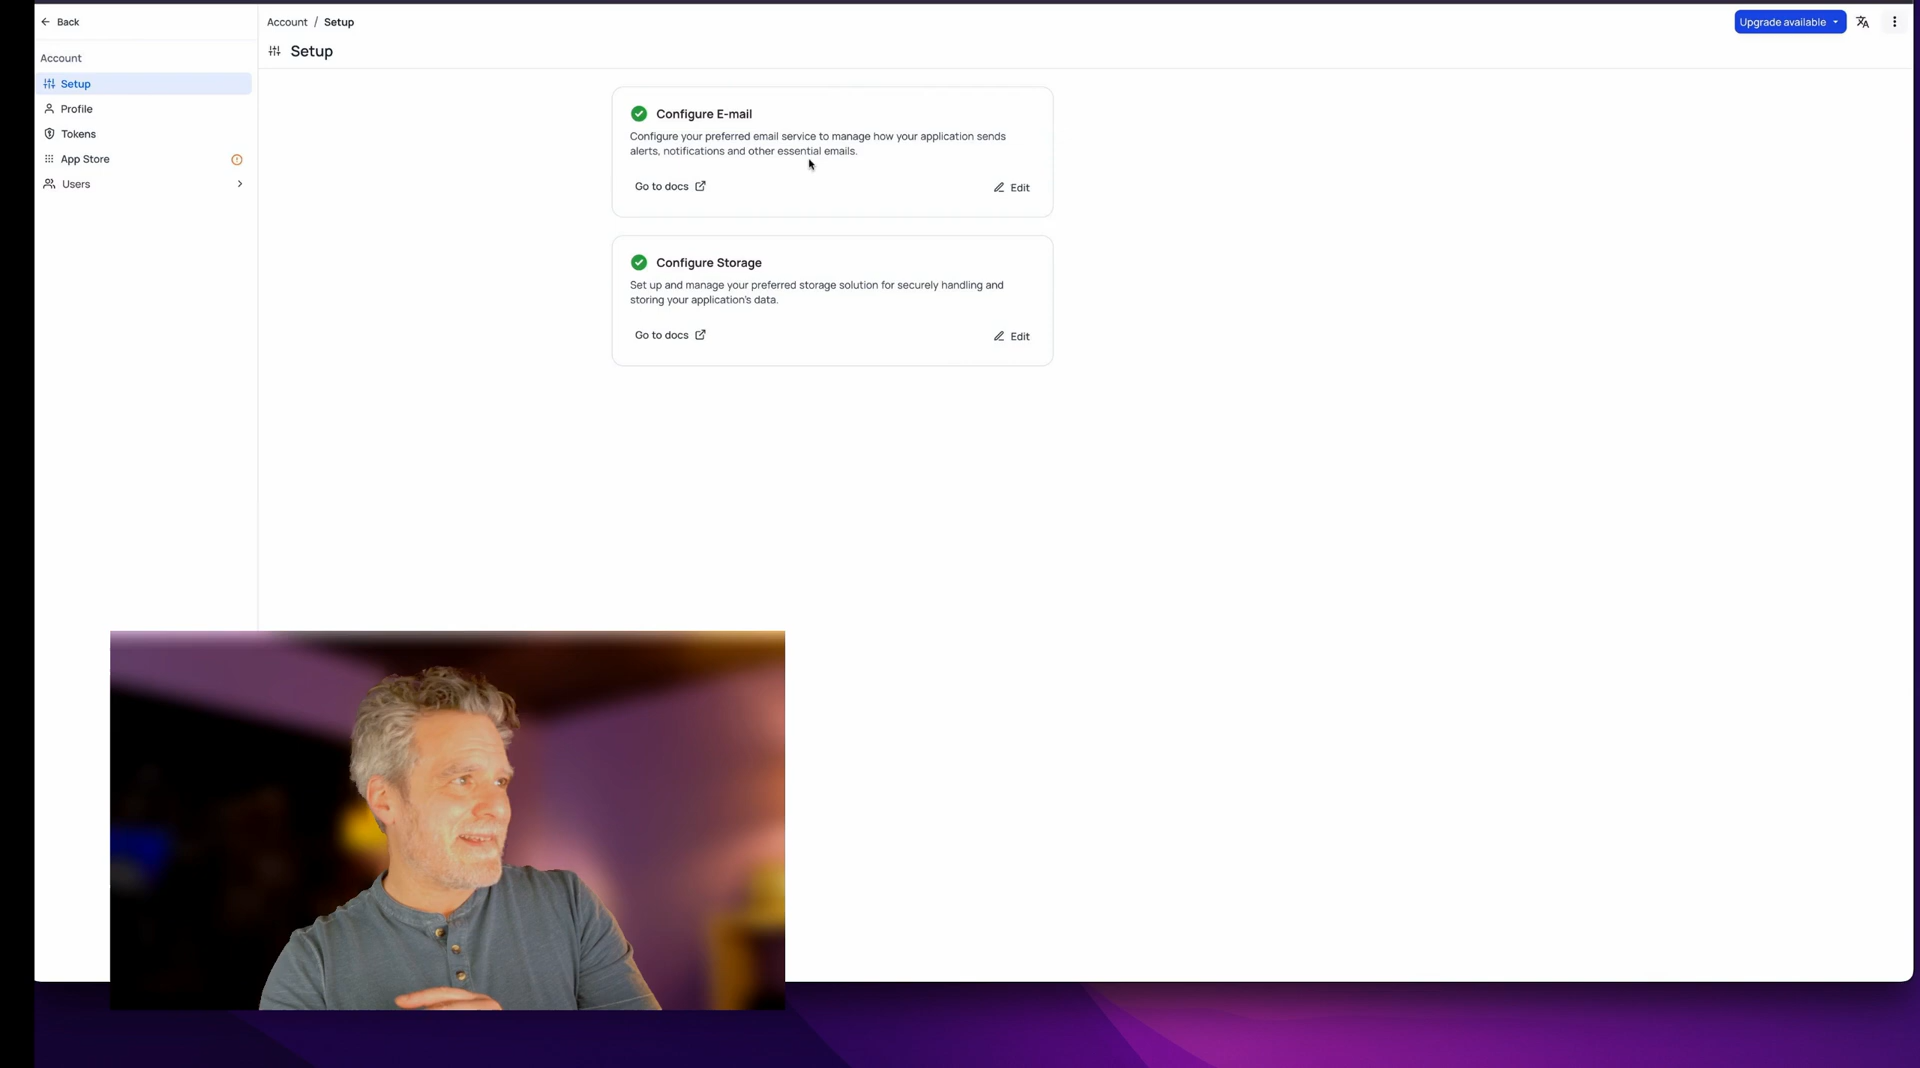 Back
Account / Setup
Upgrade available
Setup
Account
Setup
Profile
Tokens
App Store
Users
Configure E-mail
Configure your preferred email service to manage how your application sends
alerts, notifications and other essential emails.
Go to docs
Edit
Configure Storage
Set up and manage your preferred storage solution for securely handling and
storing your application's data.
Go to docs
Edit